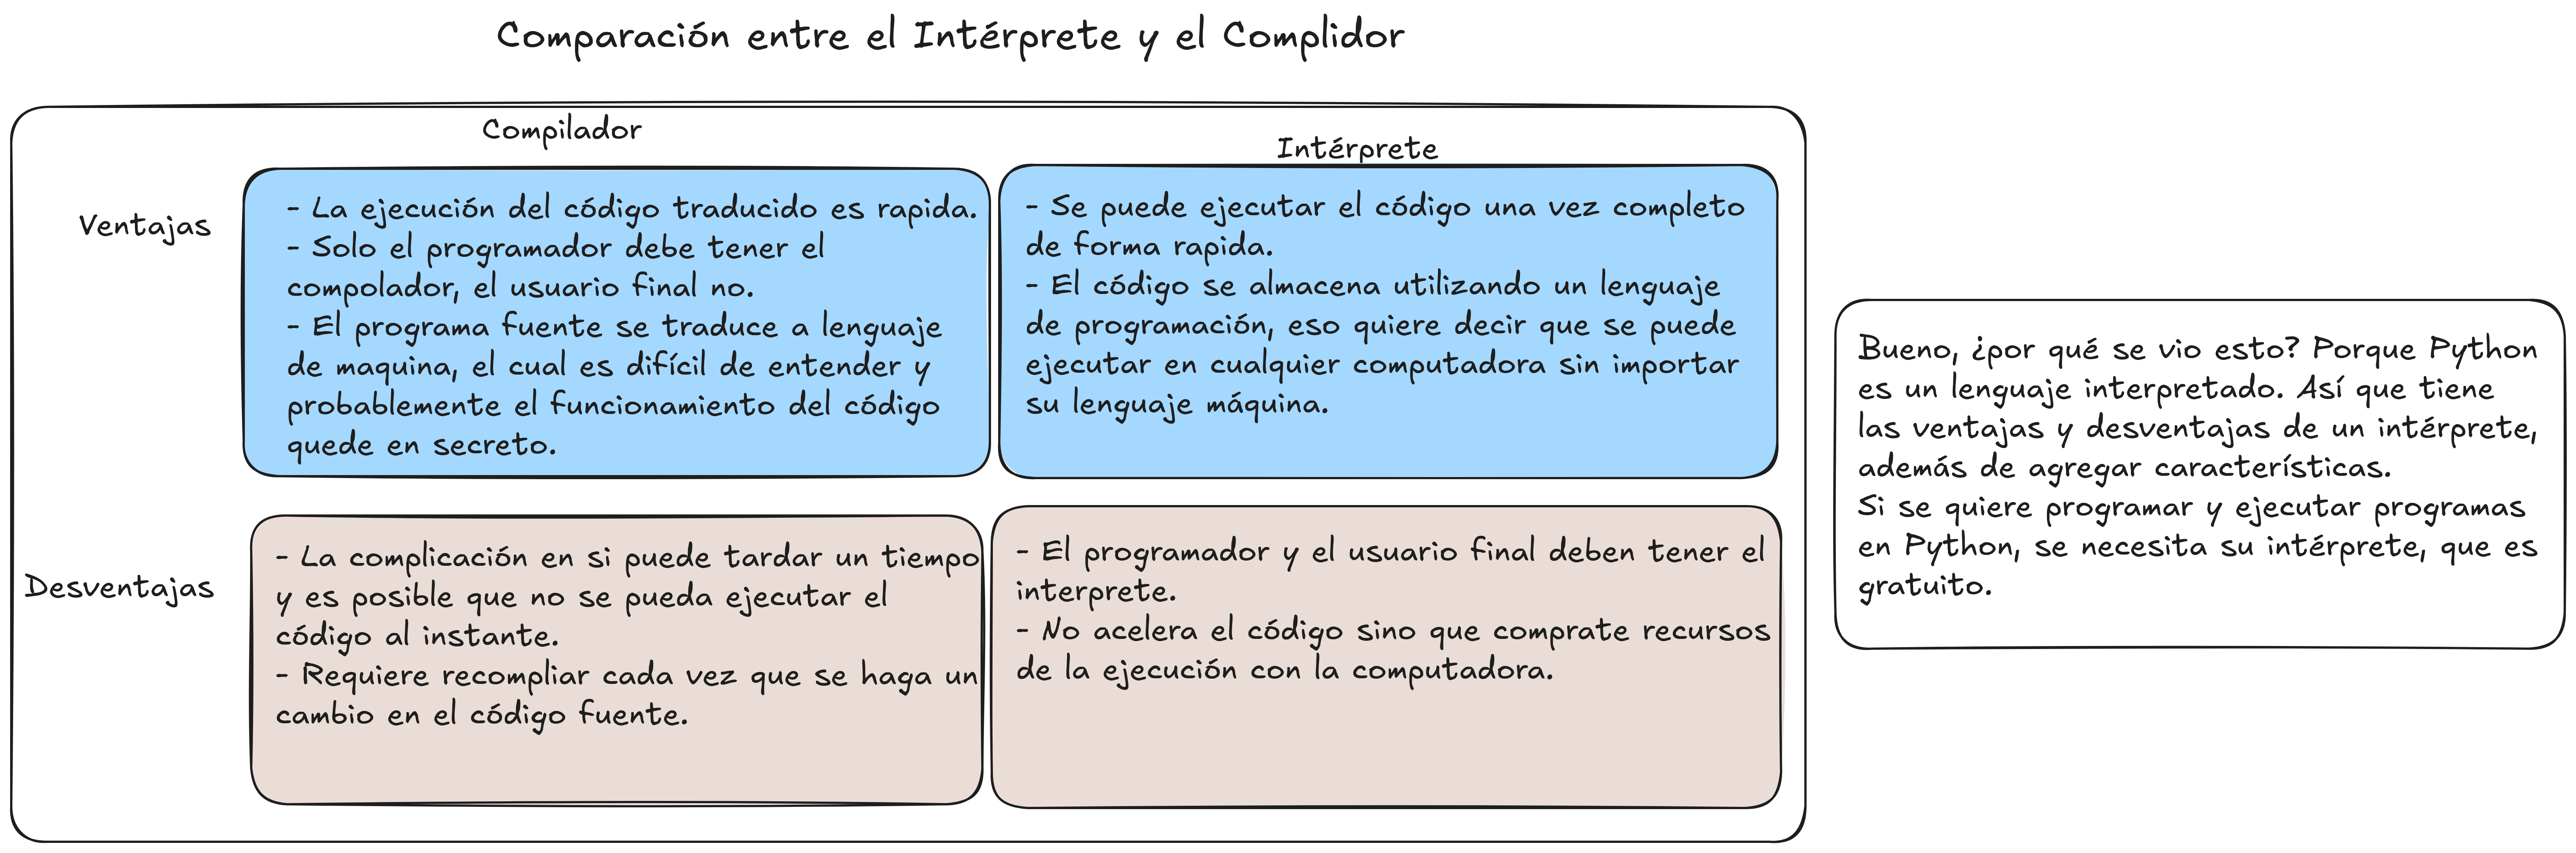 Comparación entre el Intérprete y el Complidor
Compilador
Intérprete
Ventajas
- La ejecución del código traducido es rapida.
- Solo el programador debe tener el
compolador, el usuario final no.
- El programa fuente se traduce a lenguaje
de maquina, el cual es difícil de entender y
probablemente el funcionamiento del código
quede en secreto.
- Se puede ejecutar el código una vez completo
de forma rapida.
- El código se almacena utilizando un lenguaje
de programación, eso quiere decir que se puede
ejecutar en cualquier computadora sin importar
su lenguaje máquina.
Desventajas
- La complicación en si puede tardar un tiempo
y es posible que no se pueda ejecutar el
código al instante.
- Requiere recompliar cada vez que se haga un
cambio en el código fuente.
- El programador y el usuario final deben tener el
interprete.
- No acelera el código sino que comprate recursos
de la ejecución con la computadora.
Bueno, ¿por qué se vio esto? Porque Python
es un lenguaje interpretado. Así que tiene
las ventajas y desventajas de un intérprete,
además de agregar características.
Si se quiere programar y ejecutar programas
en Python, se necesita su intérprete, que es
gratuito.